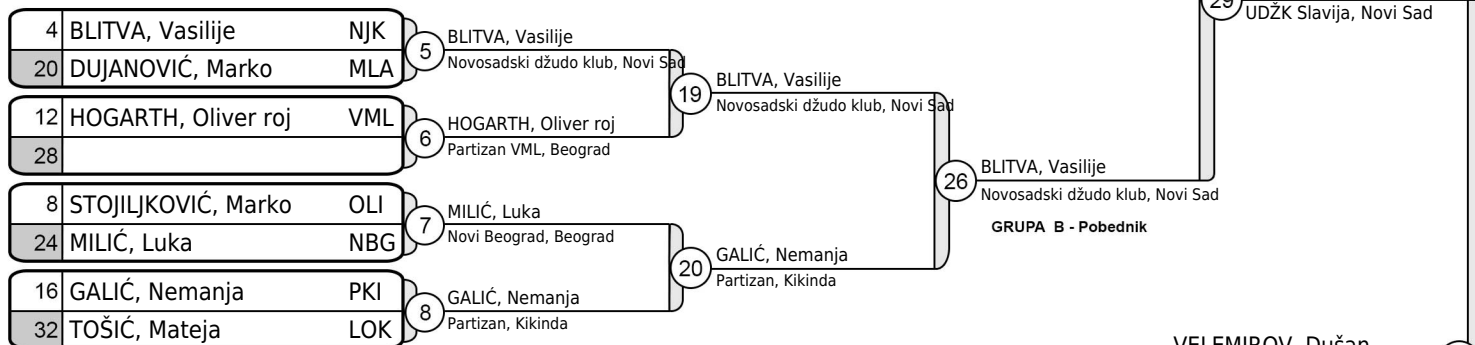 29
UDŽK Slavija, Novi Sad
4 BLITVA, Vasilije NJK
20 DUJANOVIĆ, Marko MLA
5
BLITVA, Vasilije
Novosadski džudo klub, Novi Sad
12 HOGARTH, Oliver roj VML
28
6
HOGARTH, Oliver roj
Partizan VML, Beograd
19
BLITVA, Vasilije
Novosadski džudo klub, Novi Sad
8 STOJILJKOVIĆ, Marko OLI
24 MILIĆ, Luka NBG
7
MILIĆ, Luka
Novi Beograd, Beograd
16 GALIĆ, Nemanja PKI
32 TOŠIĆ, Mateja LOK
8
GALIĆ, Nemanja
Partizan, Kikinda
20
GALIĆ, Nemanja
Partizan, Kikinda
26
BLITVA, Vasilije
Novosadski džudo klub, Novi Sad
GRUPA B - Pobednik
VELEMIROV, Dušan